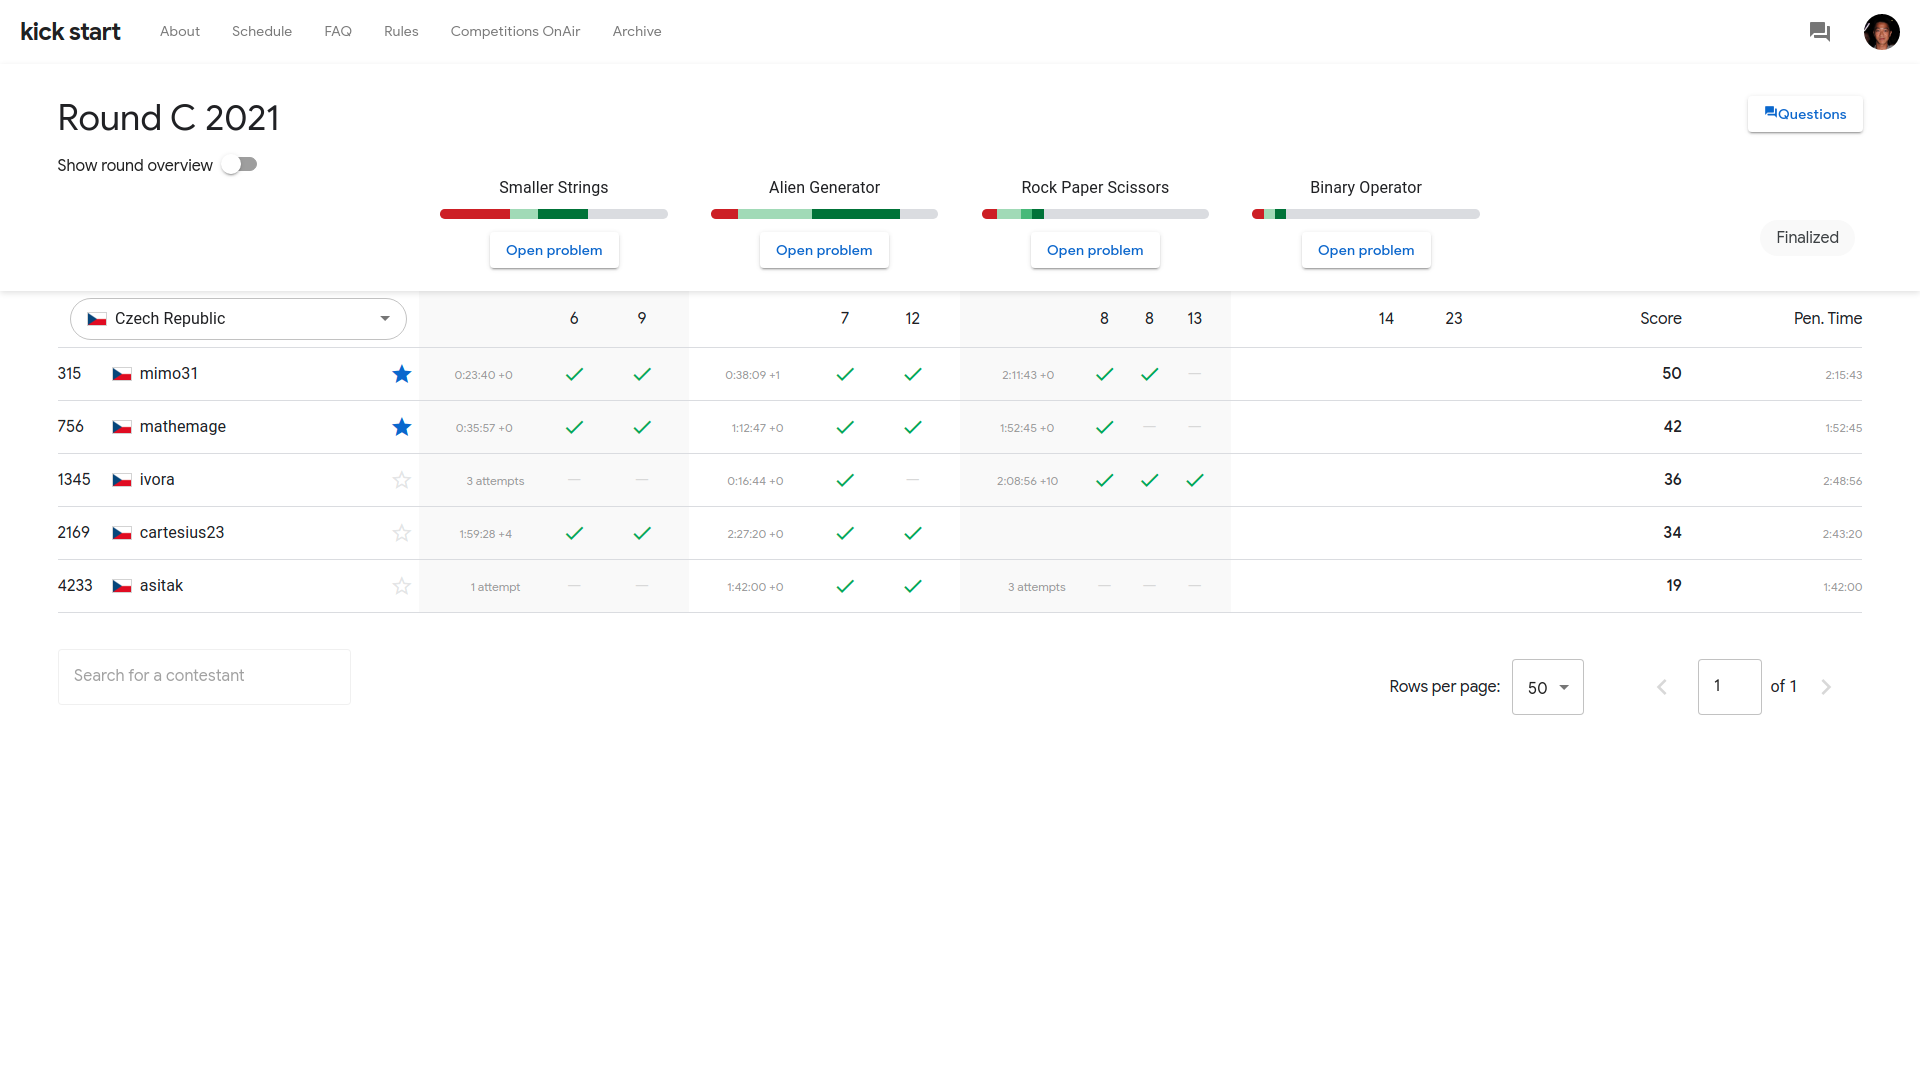 kick start About Schedule FAQ Rules Competitions OnAir Archive
Round C 2021
Questions
Show round overview
Smaller Strings Alien Generator Rock Paper Scissors Binary Operator
Open problem Open problem Open problem Open problem
Finalized
Czech Republic 6 9 7 12 8 8 13 14 23 Score Pen. Time
315 mimo31 0:23:40 +0 0:38:09 +1 2:11:43 +0 — 50 2:15:43
756 mathemage 0:35:57 +0 1:12:47 +0 1:52:45 +0 — — 42 1:52:45
1345 ivora 3 attempts — — 0:16:44 +0 — 2:08:56 +10 36 2:48:56
2169 cartesius23 1:59:28 +4 2:27:20 +0 34 2:43:20
4233 asitak 1 attempt — — 1:42:00 +0 3 attempts — — — 19 1:42:00
Search for a contestant
Rows per page: 50 1 of 1